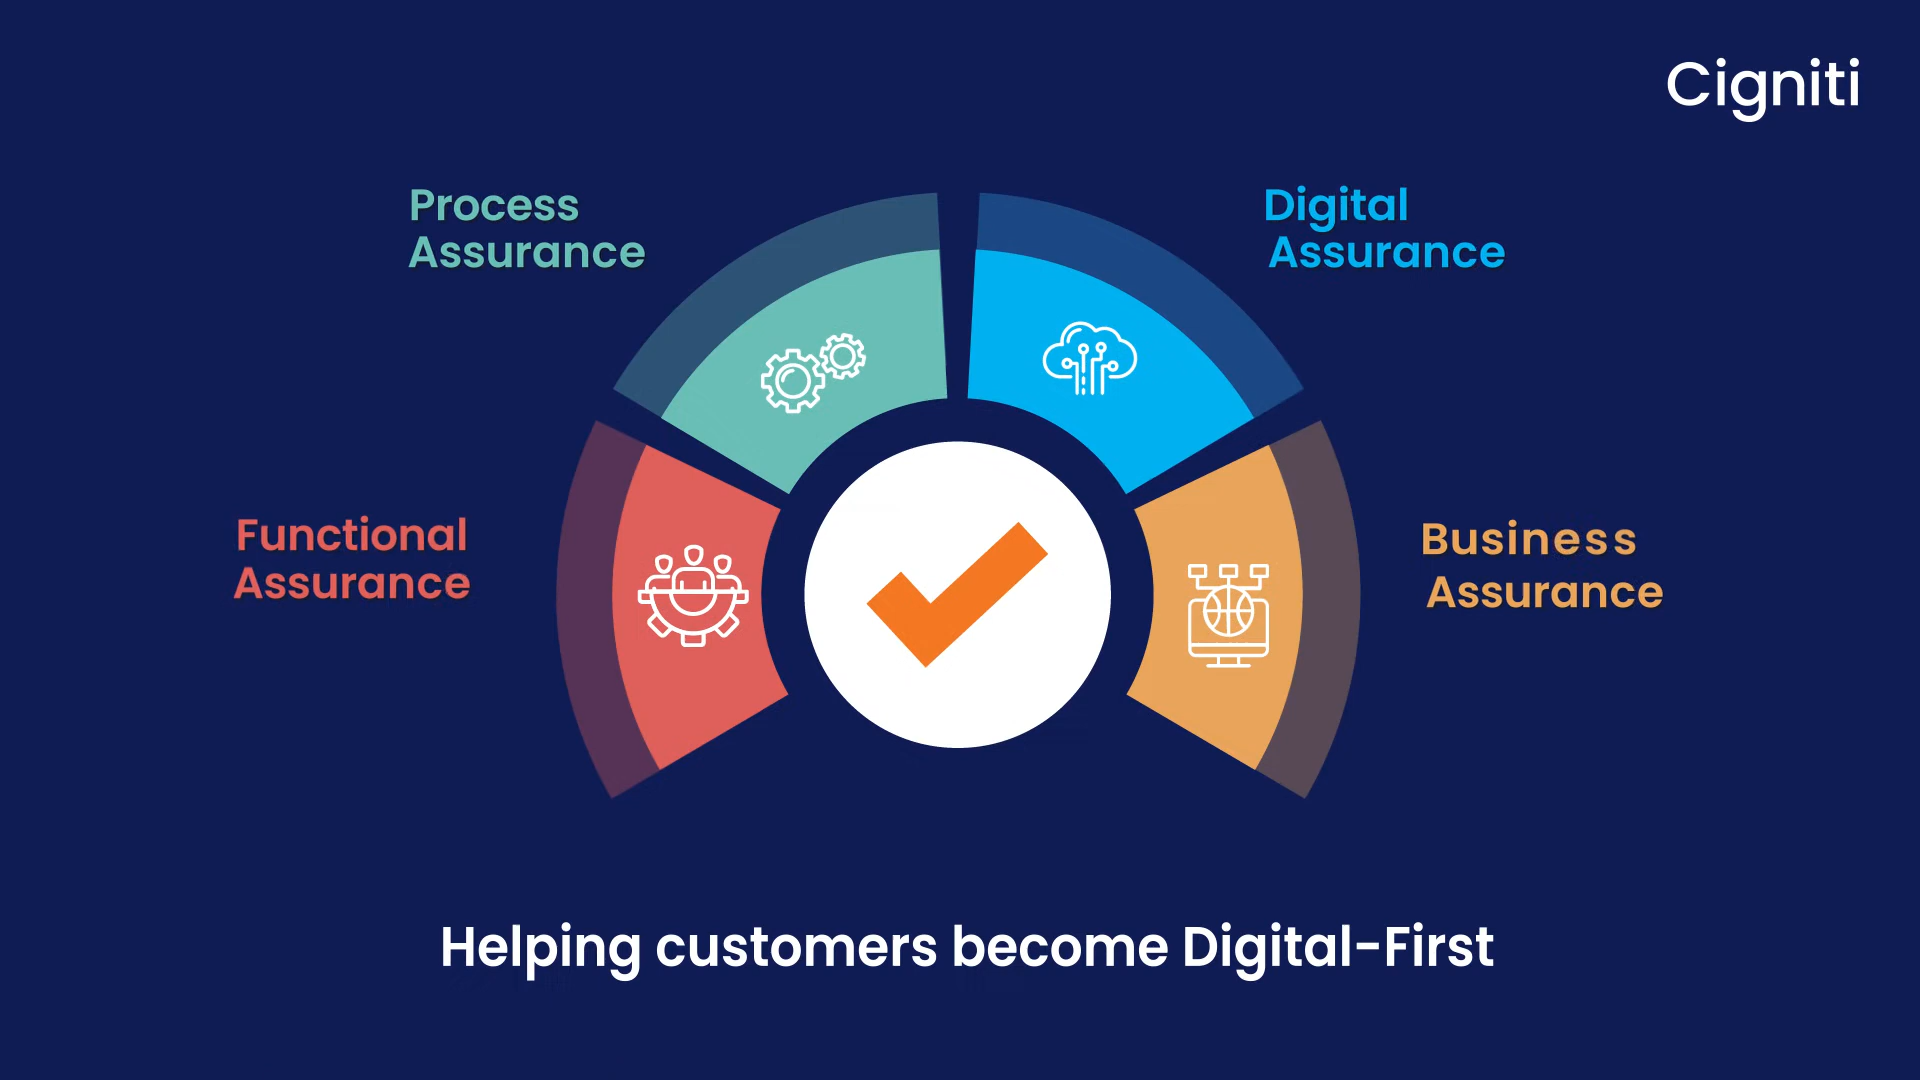 Cigniti
Process
Assurance
Digital
Assurance
Functional
Assurance
Business
Assurance
Helping customers become Digital-First